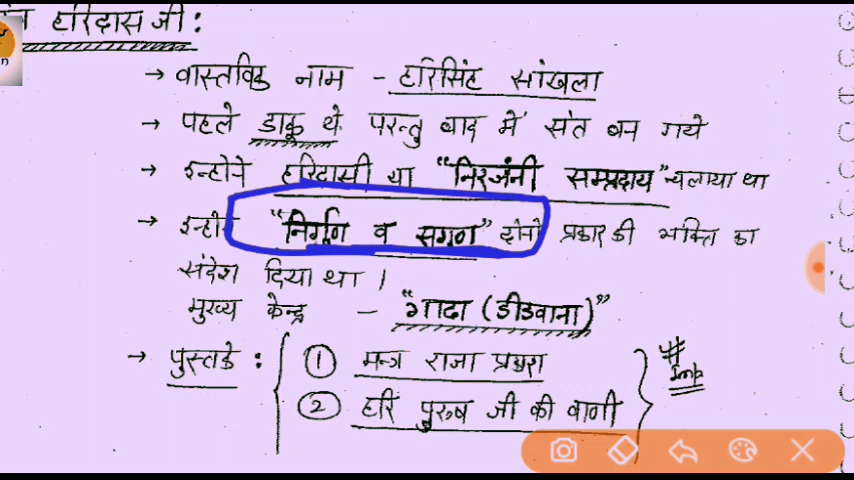 हरिदास जी :
→ वास्तविक नाम - हरिसिंह सांखला
→ पहले डाकू थे परन्तु बाद में संत बन गये
→ इन्होने हरिदासी या "निरंजनी सम्प्रदाय" चलाया था
→ इन्होने "निर्गुण व सगुण" दोनो प्रकार की भक्ति का
संदेश दिया था ।
मुख्य केन्द्र - "गाढा (डीडवाना)"
→ पुस्तके : { ① मन्त्र राजा प्रकाश } # Imp
② हरि पुरुष जी की वाणी